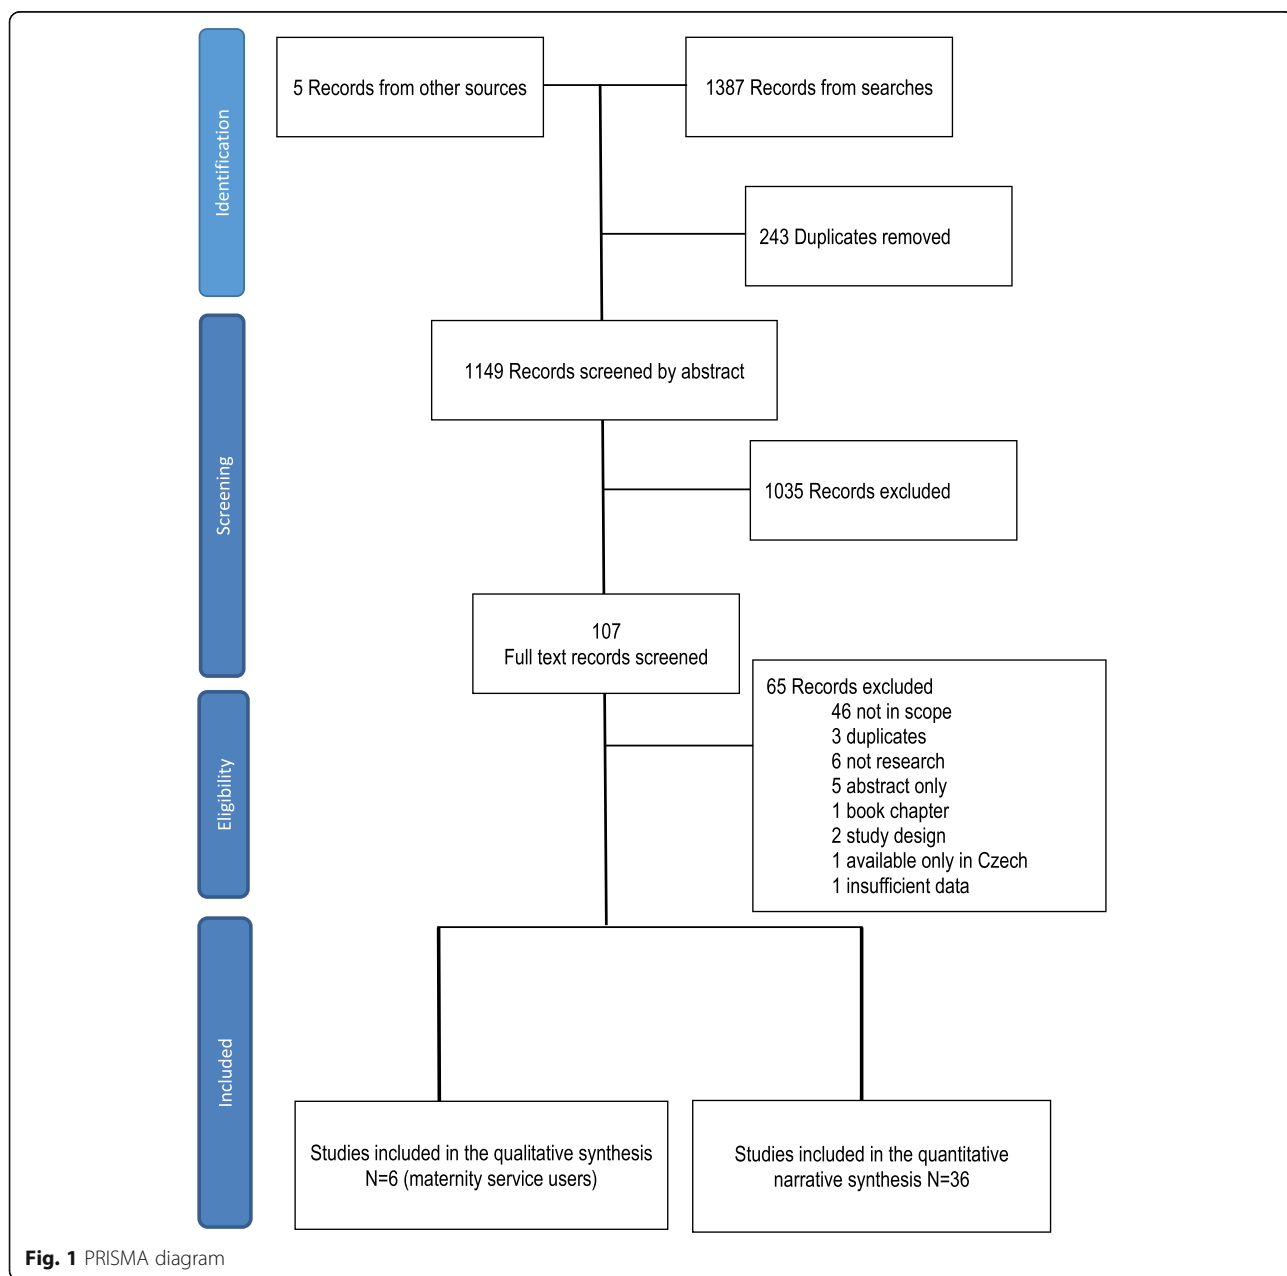 Identification
5 Records from other sources
1387 Records from searches
243 Duplicates removed
Screening
1149 Records screened by abstract
1035 Records excluded
107
Full text records screened
Eligibility
65 Records excluded
46 not in scope
3 duplicates
6 not research
5 abstract only
1 book chapter
2 study design
1 available only in Czech
1 insufficient data
Included
Studies included in the qualitative synthesis
N=6 (maternity service users)
Studies included in the quantitative
narrative synthesis N=36
Fig. 1 PRISMA diagram